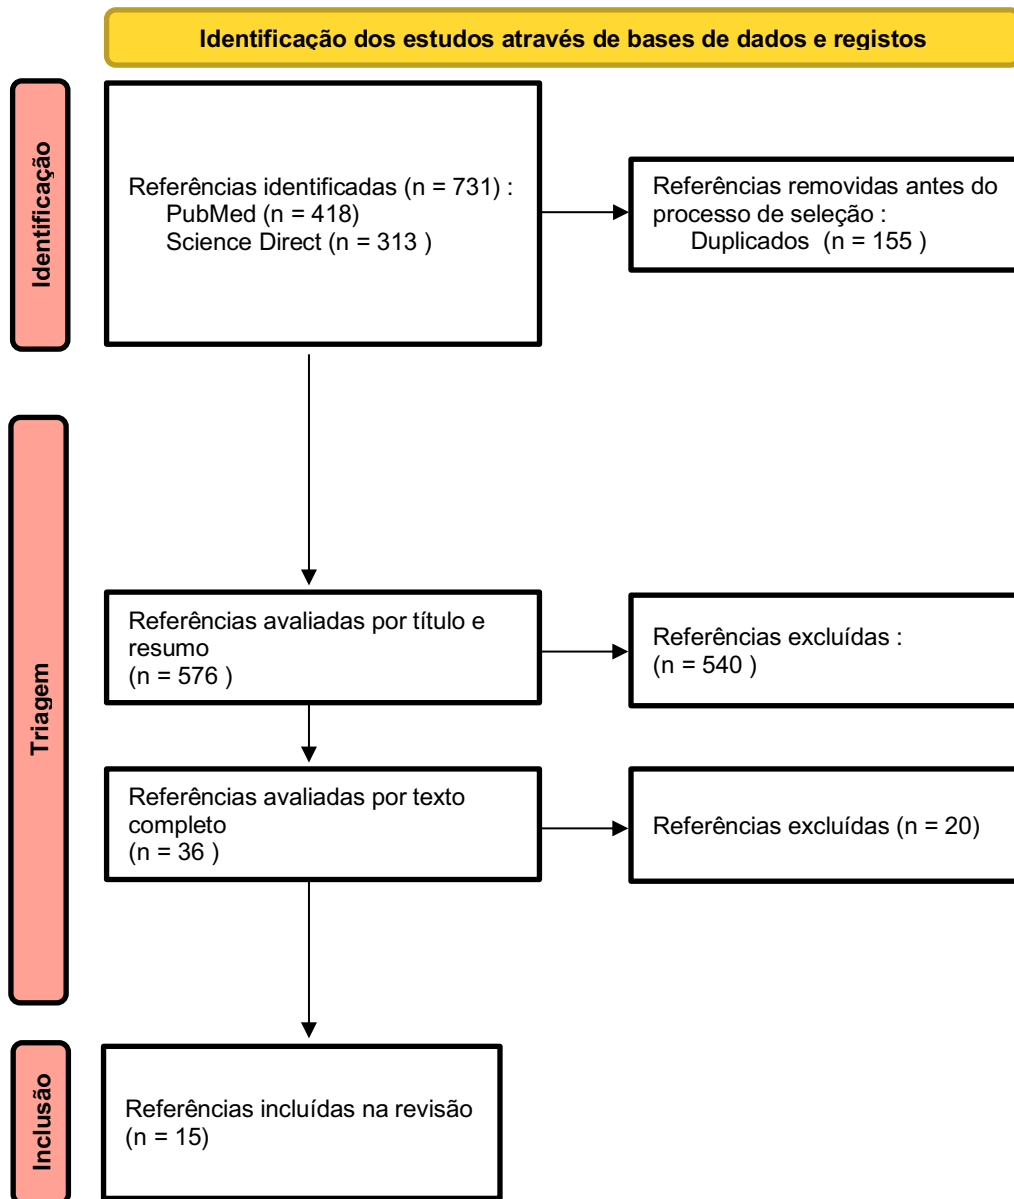 Identificação dos estudos através de bases de dados e registos
Identificação
Referências identificadas (n = 731) :
PubMed (n = 418)
Science Direct (n = 313 )
Referências removidas antes do
processo de seleção :
Duplicados (n = 155 )
Triagem
Referências avaliadas por título e
resumo
(n = 576 )
Referências excluídas :
(n = 540 )
Referências avaliadas por texto
completo
(n = 36 )
Referências excluídas (n = 20)
Inclusão
Referências incluídas na revisão
(n = 15)